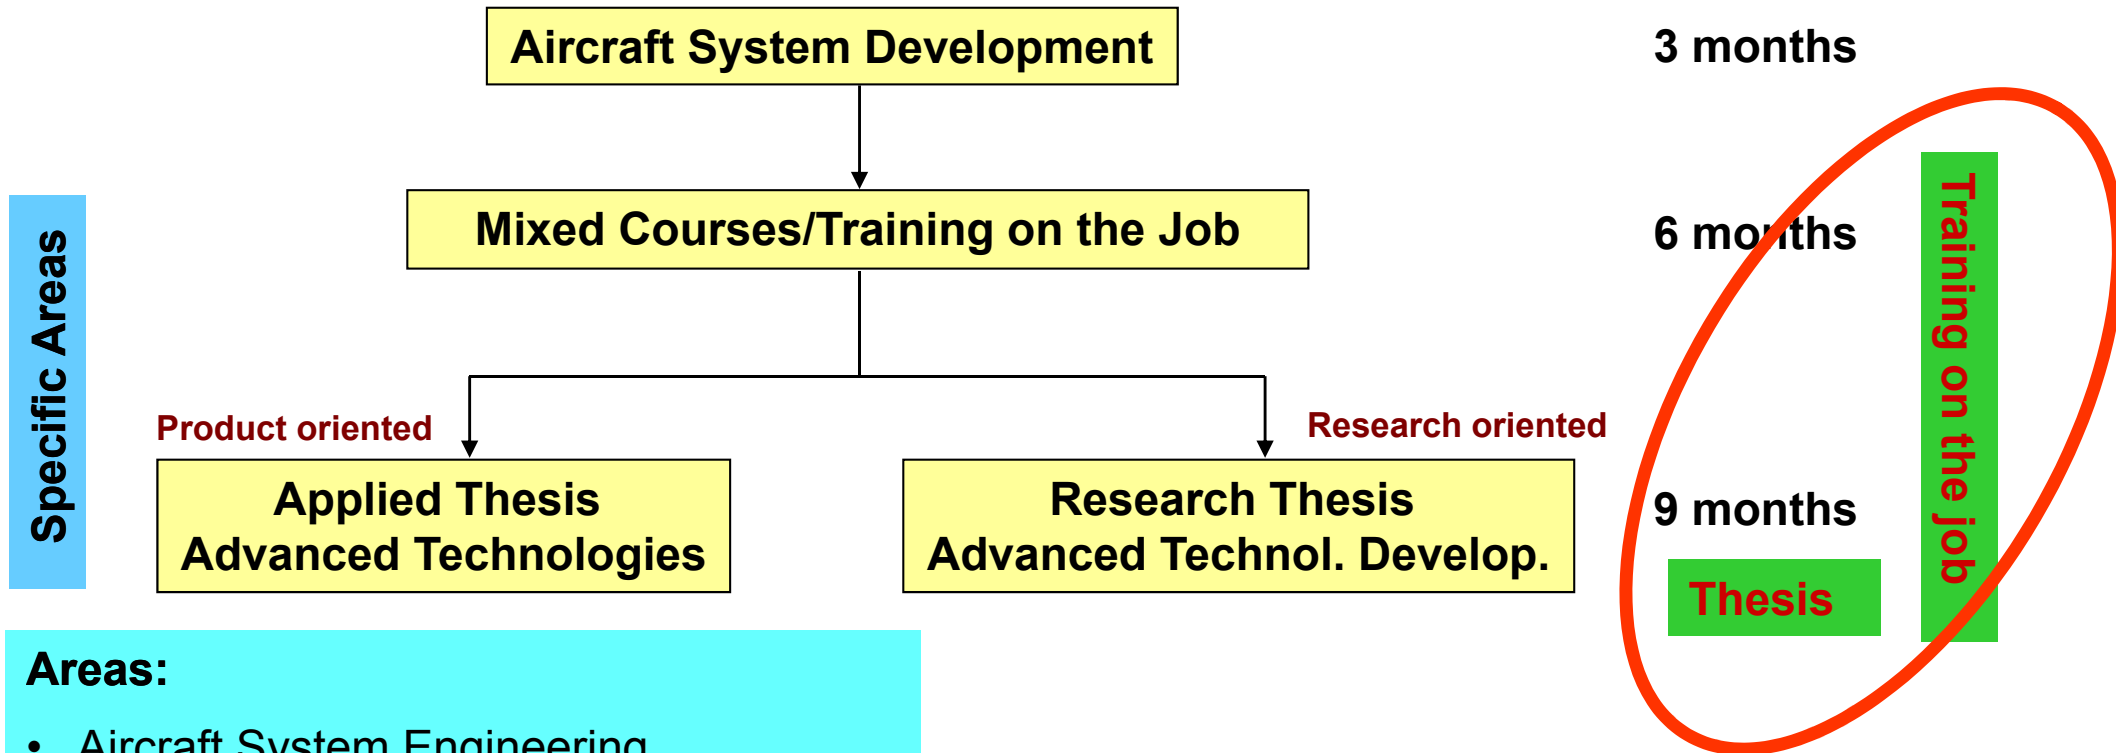 Aircraft System Development
3 months
Mixed Courses/Training on the Job
6 months
Training on the job
Specific Areas
Product oriented
Research oriented
Applied Thesis
Advanced Technologies
Research Thesis
Advanced Technol. Develop.
9 months
Thesis
Areas:
• Aircraft System Engineering